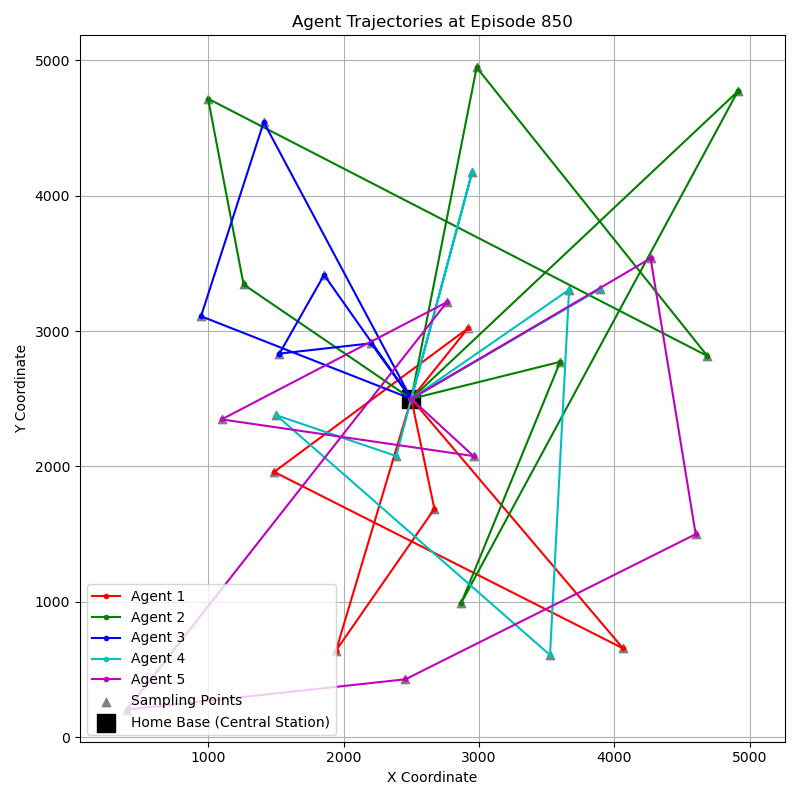 Agent Trajectories at Episode 850
Y Coordinate
5000
4000
3000
2000
1000
0
Agent 1
Agent 2
Agent 3
Agent 4
Agent 5
Sampling Points
Home Base (Central Station)
1000 2000 3000 4000 5000
X Coordinate